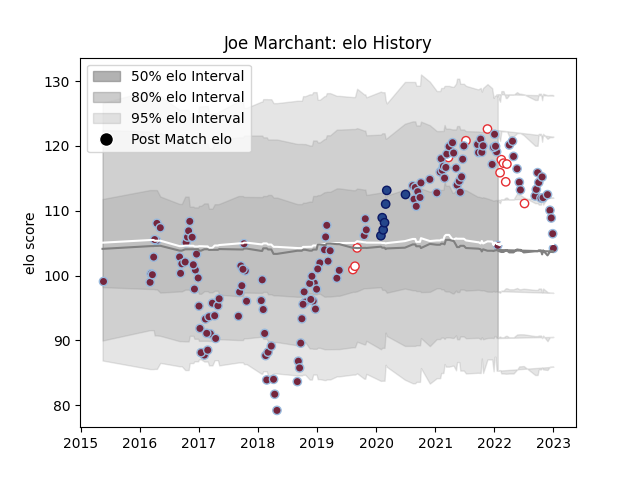 Joe Marchant: elo History
50% elo Interval
80% elo Interval
95% elo Interval
Post Match elo
elo score
130
120
110
100
90
80
2015 2016 2017 2018 2019 2020 2021 2022 2023